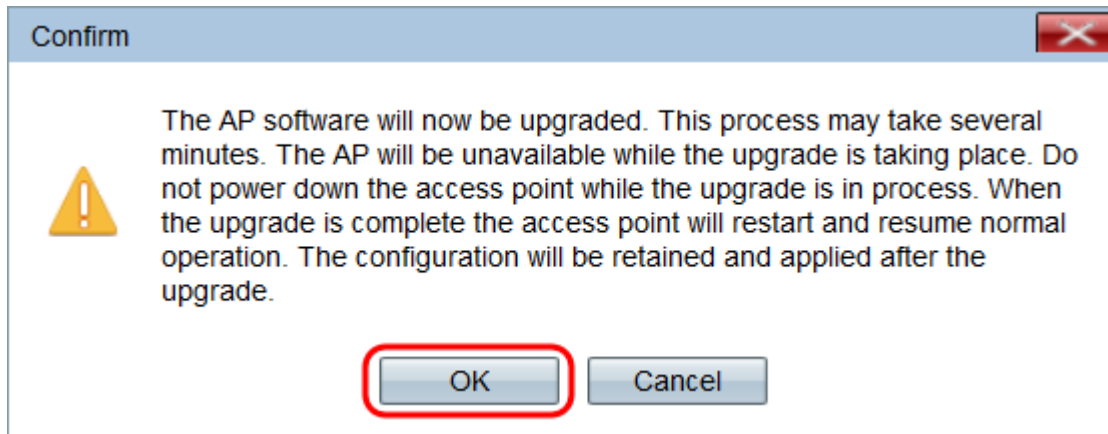 Confirm
The AP software will now be upgraded. This process may take several
minutes. The AP will be unavailable while the upgrade is taking place. Do
not power down the access point while the upgrade is in process. When
the upgrade is complete the access point will restart and resume normal
operation. The configuration will be retained and applied after the
upgrade.
OK Cancel